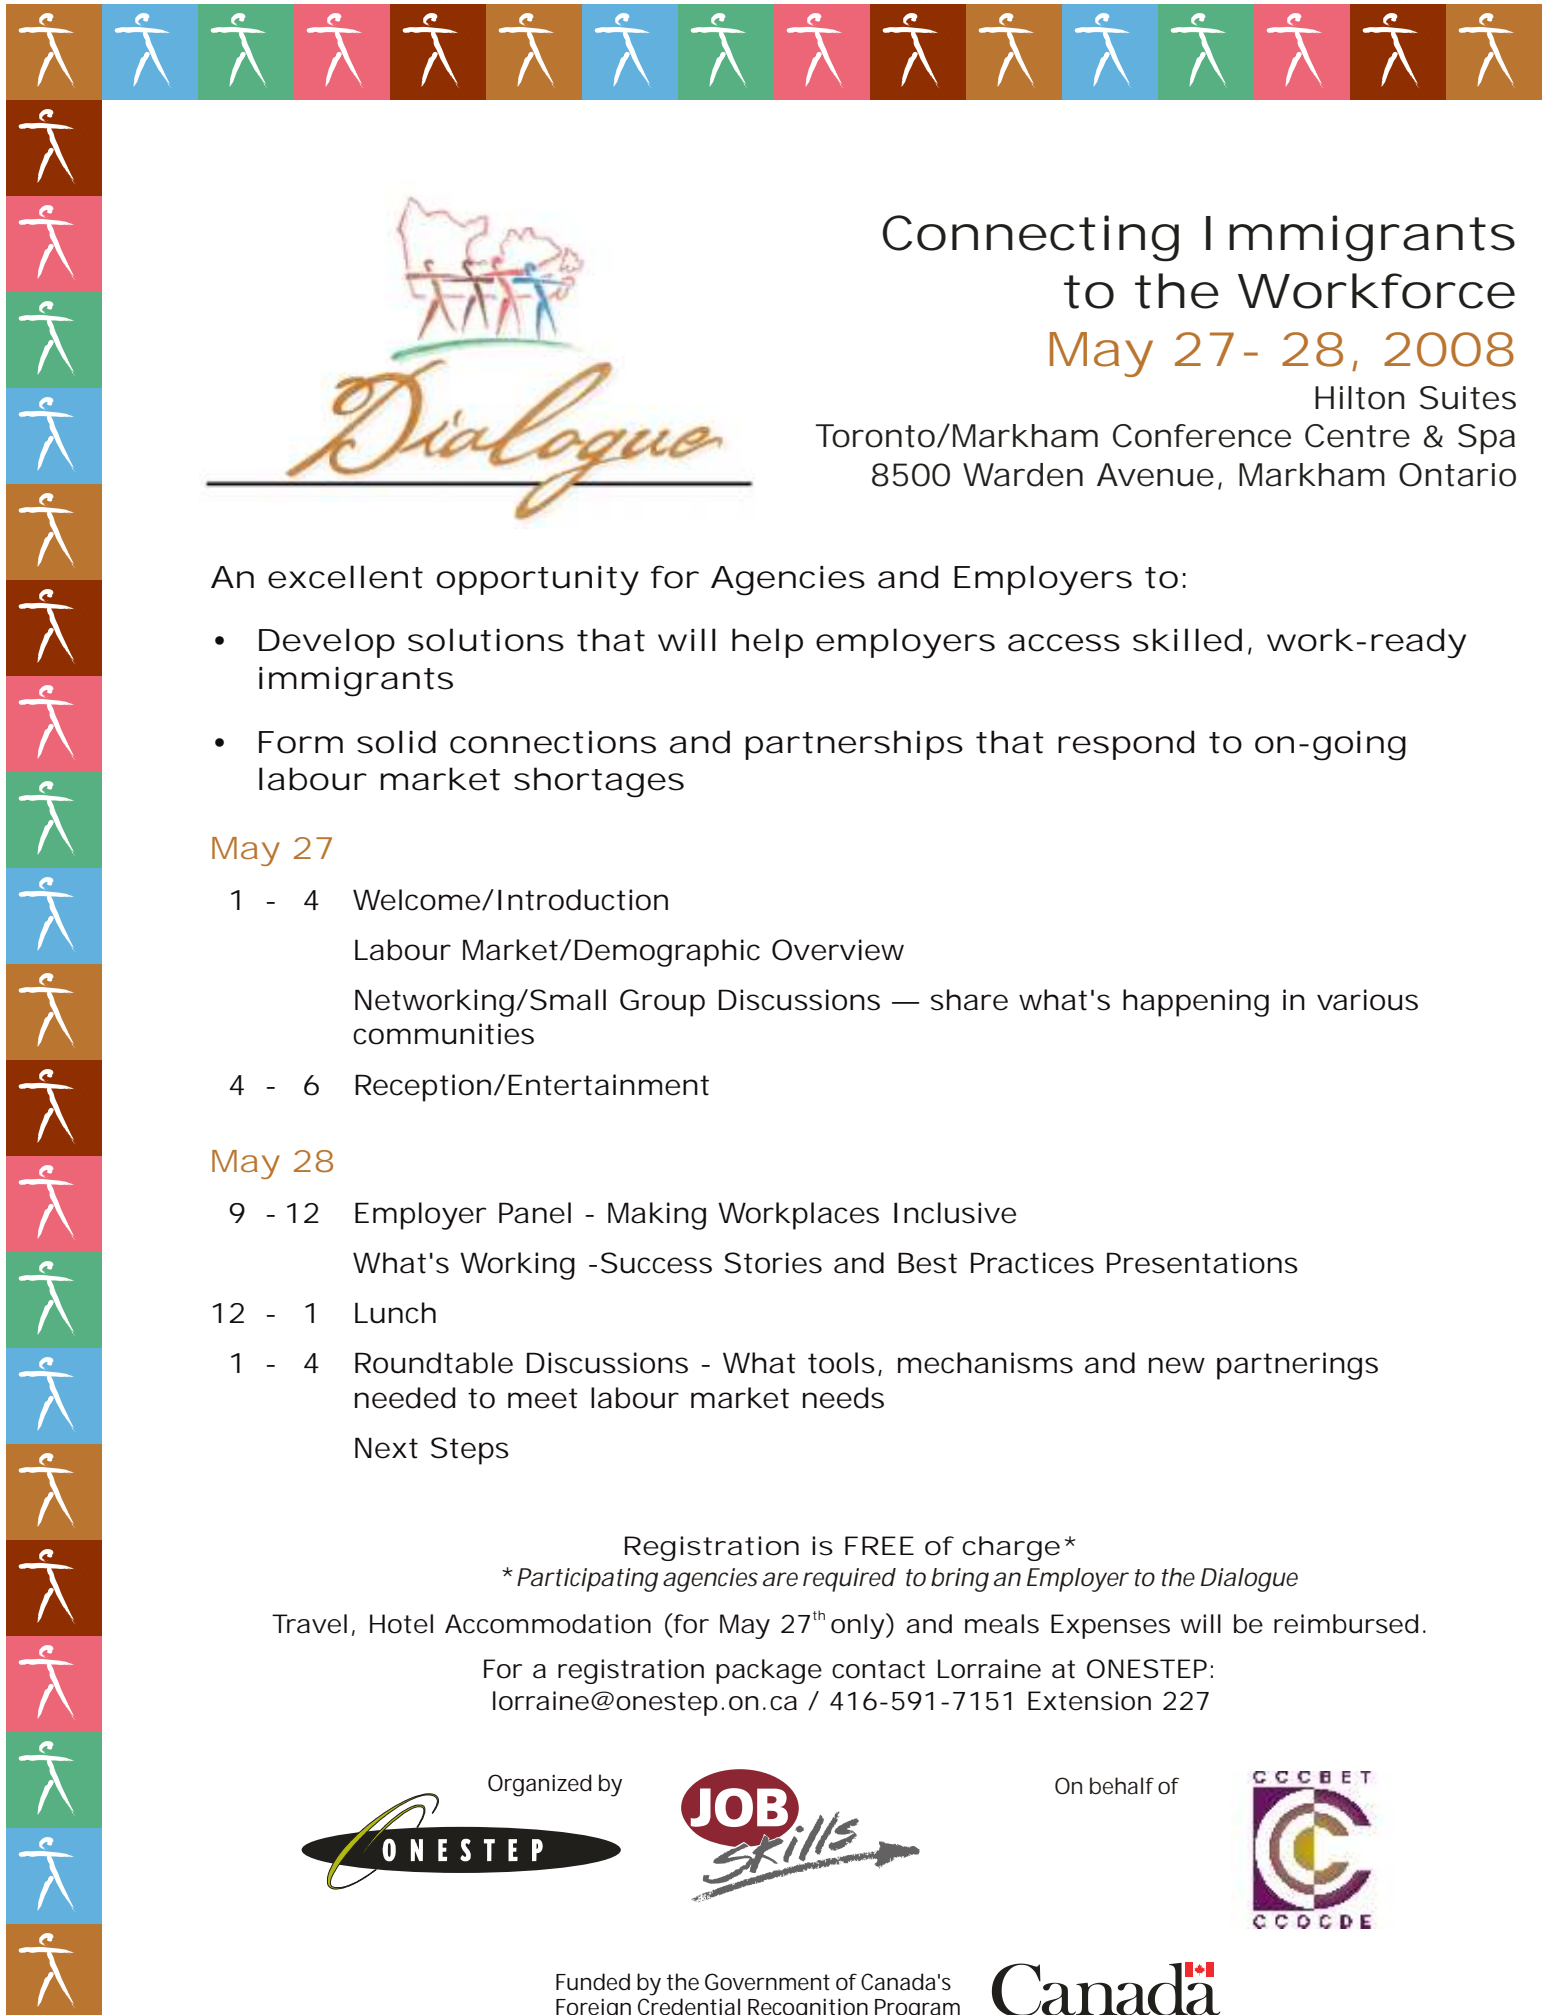 Connecting Immigrants
to the Workforce
May 27- 28, 2008
Hilton Suites
Toronto/Markham Conference Centre & Spa
8500 Warden Avenue, Markham Ontario
Dialogue
An excellent opportunity for Agencies and Employers to:
• Develop solutions that will help employers access skilled, work-ready
immigrants
• Form solid connections and partnerships that respond to on-going
labour market shortages
May 27
1 - 4 Welcome/Introduction
Labour Market/Demographic Overview
Networking/Small Group Discussions — share what's happening in various
communities
4 - 6 Reception/Entertainment
May 28
9 - 12 Employer Panel - Making Workplaces Inclusive
What's Working -Success Stories and Best Practices Presentations
12 - 1 Lunch
1 - 4 Roundtable Discussions - What tools, mechanisms and new partnerings
needed to meet labour market needs
Next Steps
Registration is FREE of charge*
*Participating agencies are required to bring an Employer to the Dialogue
Travel, Hotel Accommodation (for May 27th only) and meals Expenses will be reimbursed.
For a registration package contact Lorraine at ONESTEP:
lorraine@onestep.on.ca / 416-591-7151 Extension 227
Organized by
ONESTEP
JOB
Skills
On behalf of
CCCBET
CCOCDE
Funded by the Government of Canada's
Foreign Credential Recognition Program
Canada